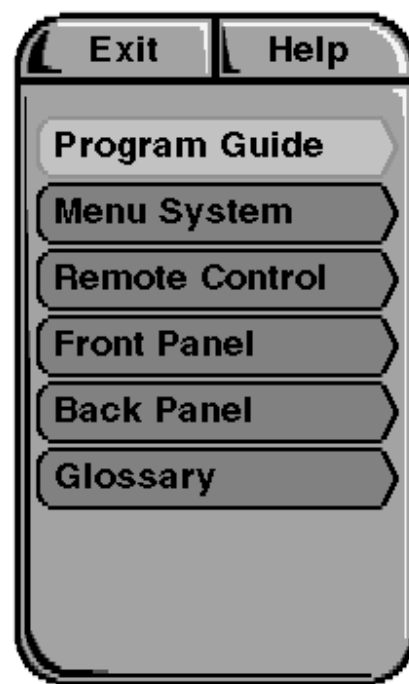 Exit Help
Program Guide
Menu System
Remote Control
Front Panel
Back Panel
Glossary